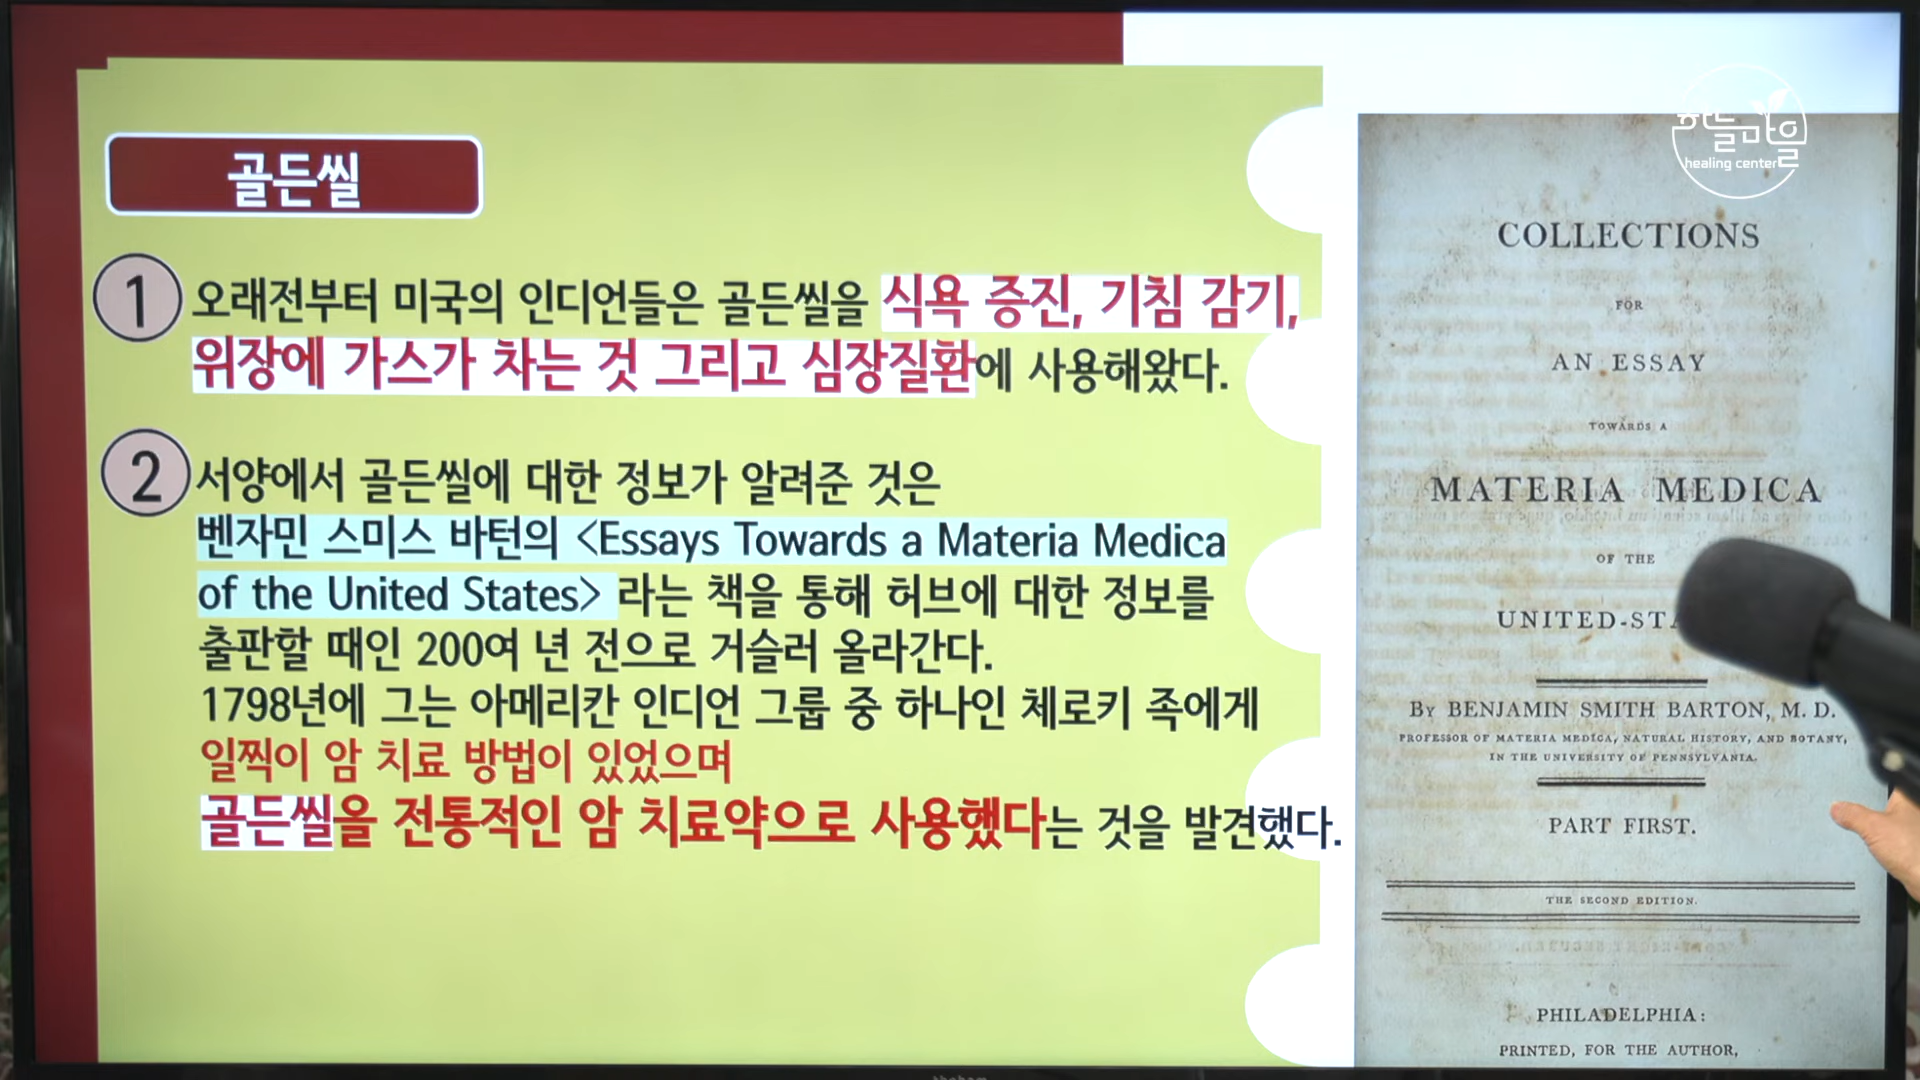 골든씰
1 오래전부터 미국의 인디언들은 골든씰을 식욕 증진, 기침 감기,
위장에 가스가 차는 것 그리고 심장질환에 사용해왔다.
2 서양에서 골든씰에 대한 정보가 알려준 것은
벤자민 스미스 바턴의 <Essays Towards a Materia Medica
of the United States> 라는 책을 통해 허브에 대한 정보를
출판할 때인 200여 년 전으로 거슬러 올라간다.
1798년에 그는 아메리칸 인디언 그룹 중 하나인 체로키 족에게
일찍이 암 치료 방법이 있었으며
골든씰을 전통적인 암 치료약으로 사용했다는 것을 발견했다.
healing center
COLLECTIONS
FOR
AN ESSAY
TOWARDS A
MATERIA MEDICA
OF THE
By BENJAMIN SMITH BARTON, M. D.
PROFESSOR OF MATERIA MEDICA, NATURAL HISTORY, AND BOTANY,
IN THE UNIVERSITY OF PENNSYLVANIA.
PART FIRST.
THE SECOND EDITION.
PHILADELPHIA:
PRINTED, FOR THE AUTHOR,